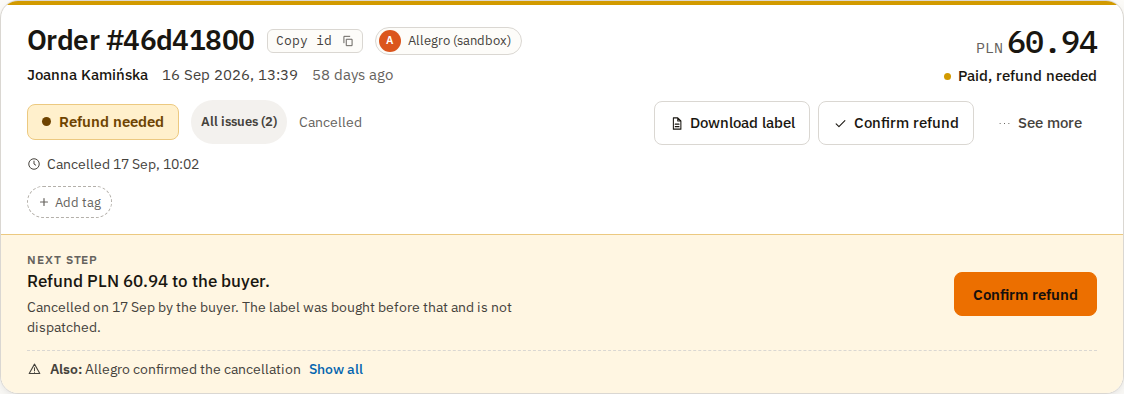 Order #46d41800 Copy id A Allegro (sandbox) PLN 60.94
Joanna Kamińska 16 Sep 2026, 13:39 58 days ago Paid, refund needed
Refund needed All issues (2) Cancelled Download label Confirm refund ··· See more
Cancelled 17 Sep, 10:02
+ Add tag
NEXT STEP
Refund PLN 60.94 to the buyer.
Cancelled on 17 Sep by the buyer. The label was bought before that and is not
dispatched.
Confirm refund
Also: Allegro confirmed the cancellation Show all